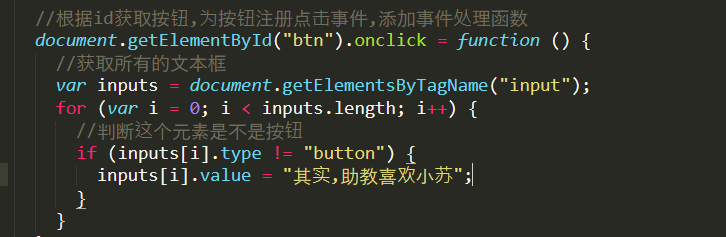 //根据id获取按钮,为按钮注册点击事件,添加事件处理函数
document.getElementById("btn").onclick = function () {
//获取所有的文本框
var inputs = document.getElementsByTagName("input");
for (var i = 0; i < inputs.length; i++) {
//判断这个元素是不是按钮
if (inputs[i].type != "button") {
inputs[i].value = "其实,助教喜欢小苏";
}
}